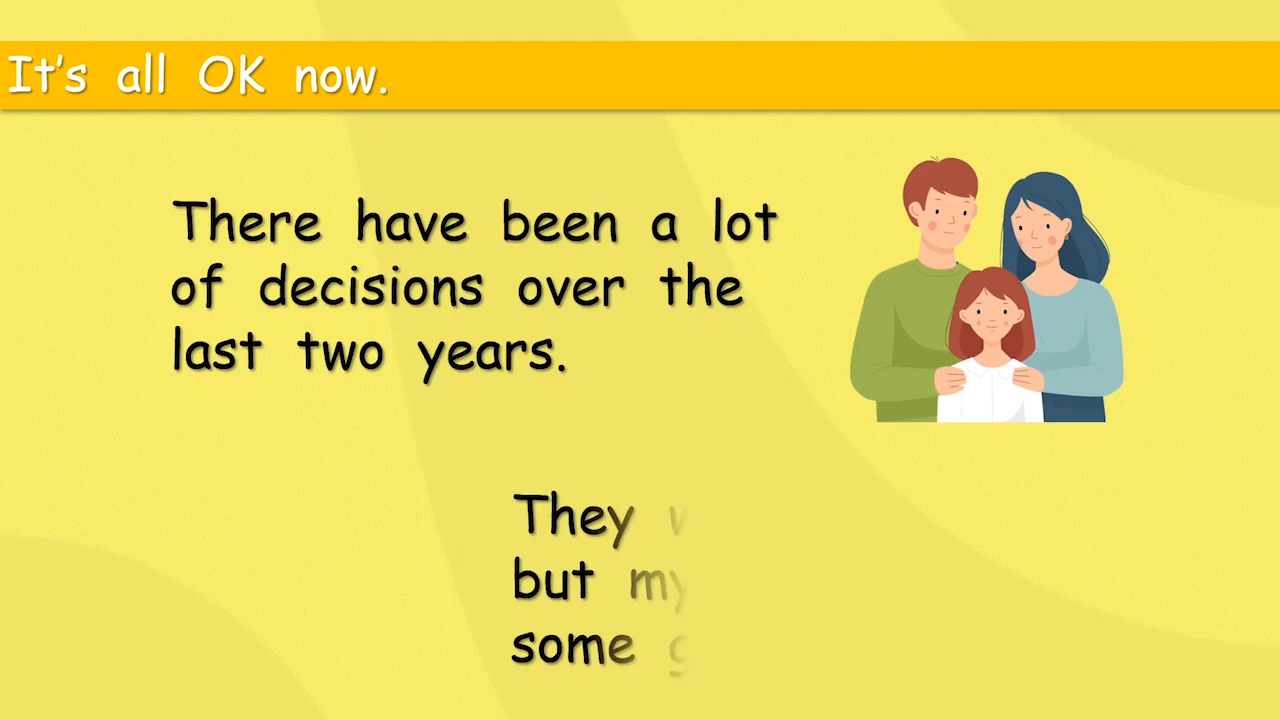 It's all OK now.
There have been a lot
of decisions over the
last two years.
They
but my
some